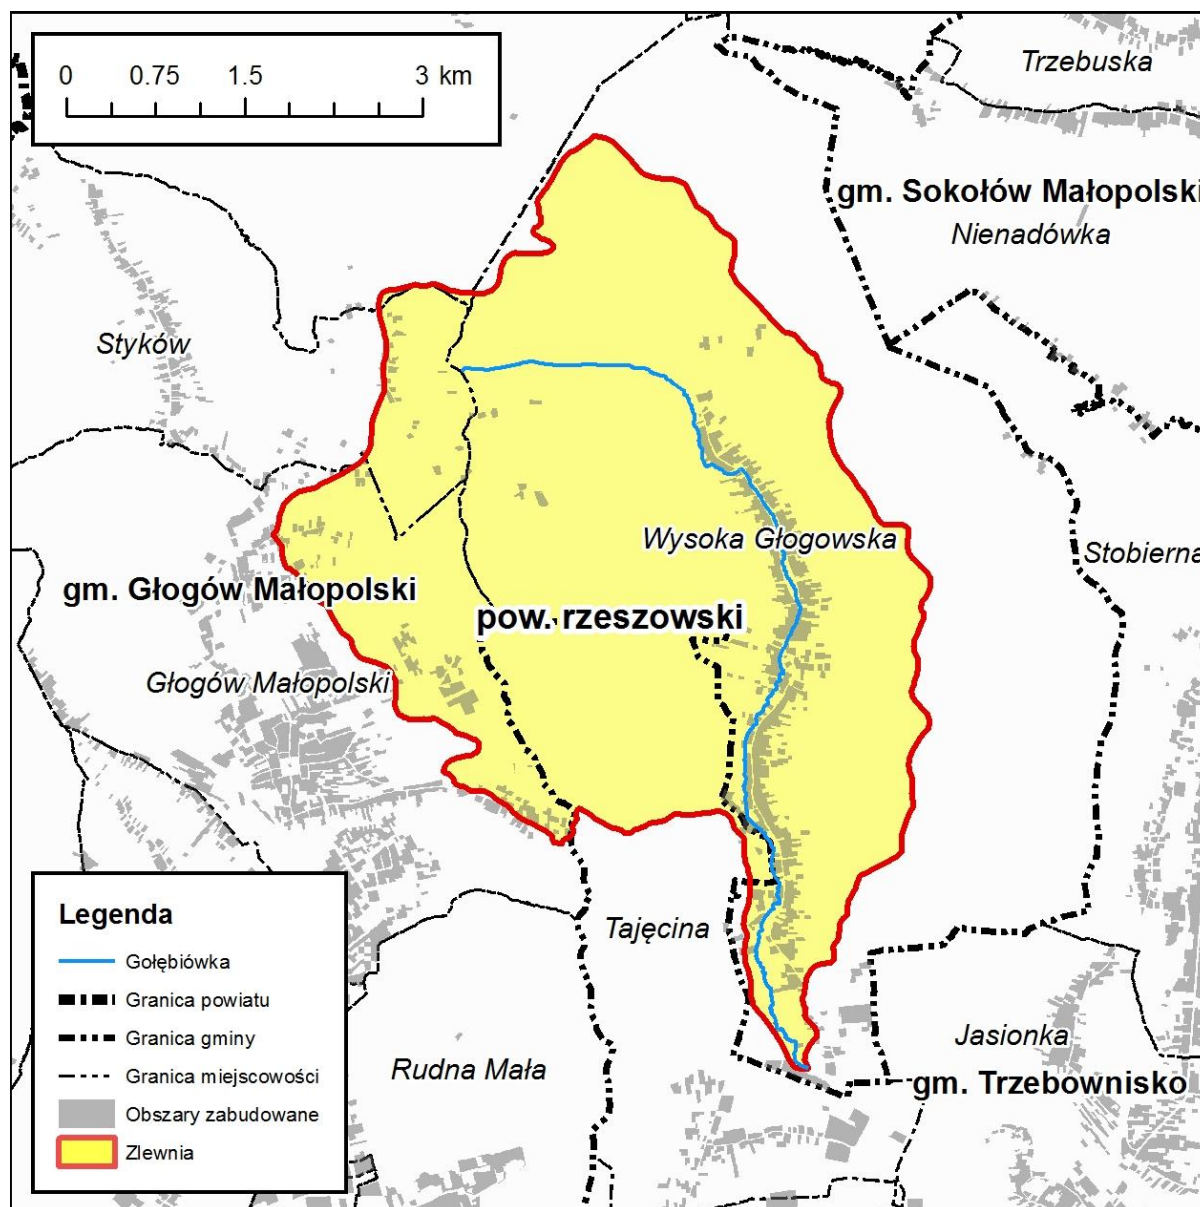 0 0.75 1.5 3 km
Trzebuska
gm. Sokołów Małopolski
Nienadówka
Styków
Wysoka Głogowska
Stobierna
gm. Głogów Małopolski
pow. rzeszowski
Głogów Małopolski
Tajęcina
Jasionka
Rudna Mała
gm. Trzebownisko
Legenda
Gołębiówka
Granica powiatu
Granica gminy
Granica miejscowości
Obszary zabudowane
Zlewnia